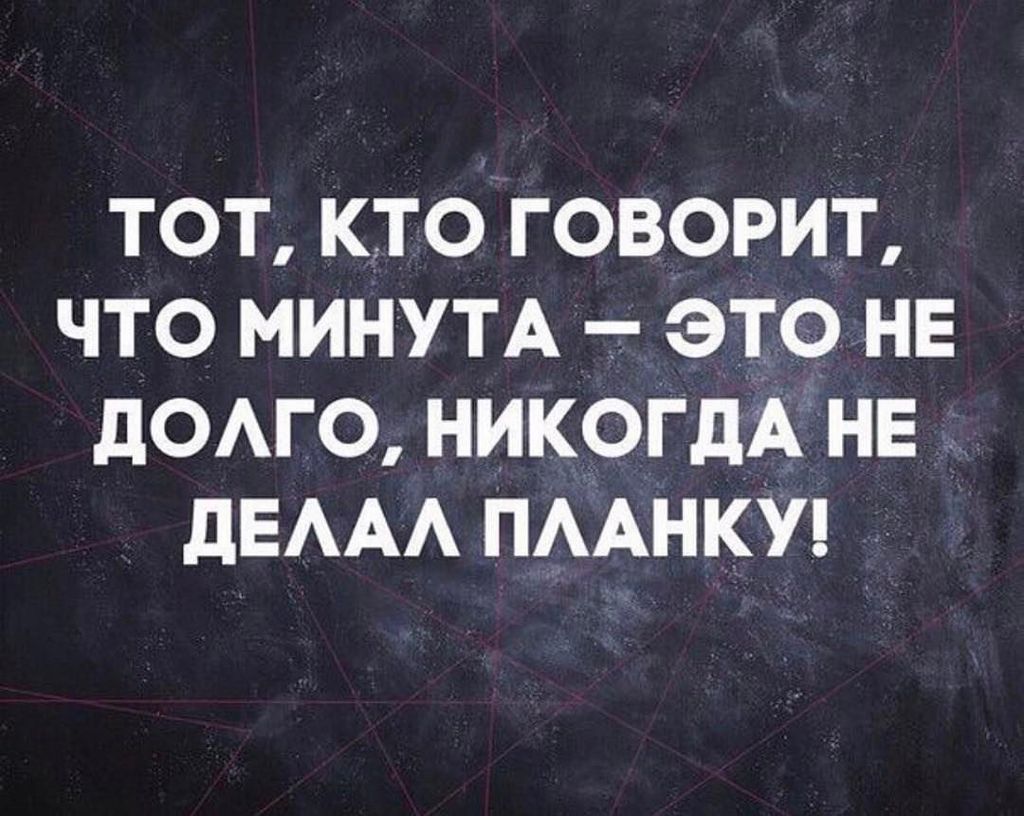 ТОТ, КТО ГОВОРИТ,
ЧТО МИНУТА – ЭТО НЕ
ДОЛГО, НИКОГДА НЕ
ДЕЛАЛ ПЛАНКУ!